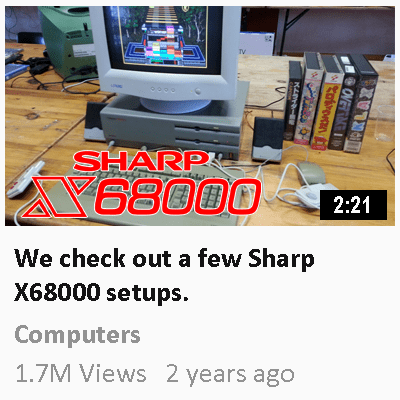 SHARP
X68000
2:21
We check out a few Sharp
X68000 setups.
Computers
1.7M Views 2 years ago